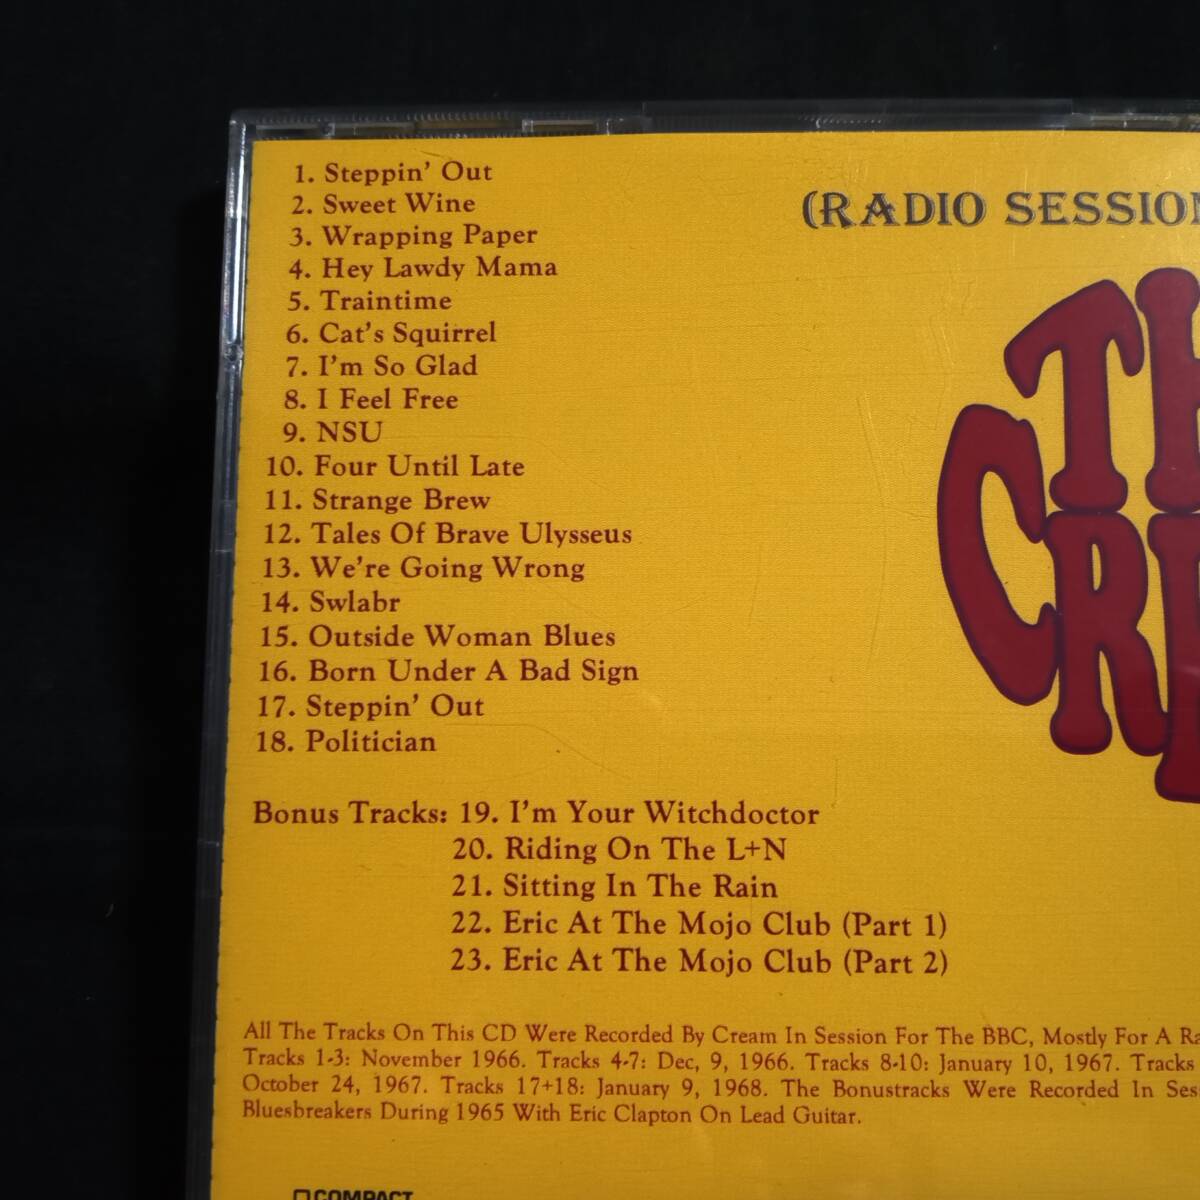 1. Steppin' Out
2. Sweet Wine
3. Wrapping Paper
4. Hey Lawdy Mama
5. Traintime
6. Cat's Squirrel
7. I'm So Glad
8. I Feel Free
9. NSU
10. Four Until Late
11. Strange Brew
12. Tales Of Brave Ulysseus
13. We're Going Wrong
14. Swlabr
15. Outside Woman Blues
16. Born Under A Bad Sign
17. Steppin' Out
18. Politician
Bonus Tracks: 19. I'm Your Witchdoctor
20. Riding On The L+N
21. Sitting In The Rain
22. Eric At The Mojo Club (Part 1)
23. Eric At The Mojo Club (Part 2)
(RADIO SESSION
All The Tracks On This CD Were Recorded By Cream In Session For The BBC, Mostly For A
Tracks 1-3: November 1966. Tracks 4-7: Dec, 9, 1966. Tracks 8-10: January 10, 1967. Tracks
October 24, 1967. Tracks 17+18: January 9, 1968. The Bonustracks Were Recorded In
Bluesbreakers During 1965 With Eric Clapton On Lead Guitar.
COMPACT